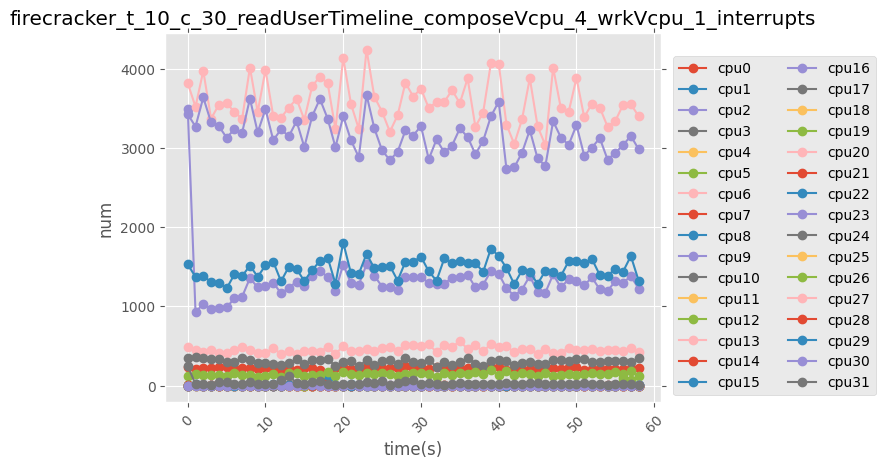 firecracker_t_10_c_30_readUserTimeline_composeVcpu_4_wrkVcpu_1_interrupts
4000
3000
2000
1000
0
num
0
10
20
30
40
50
60
time(s)
cpu0
cpu1
cpu2
cpu3
cpu4
cpu5
cpu6
cpu7
cpu8
cpu9
cpu10
cpu11
cpu12
cpu13
cpu14
cpu15
cpu16
cpu17
cpu18
cpu19
cpu20
cpu21
cpu22
cpu23
cpu24
cpu25
cpu26
cpu27
cpu28
cpu29
cpu30
cpu31